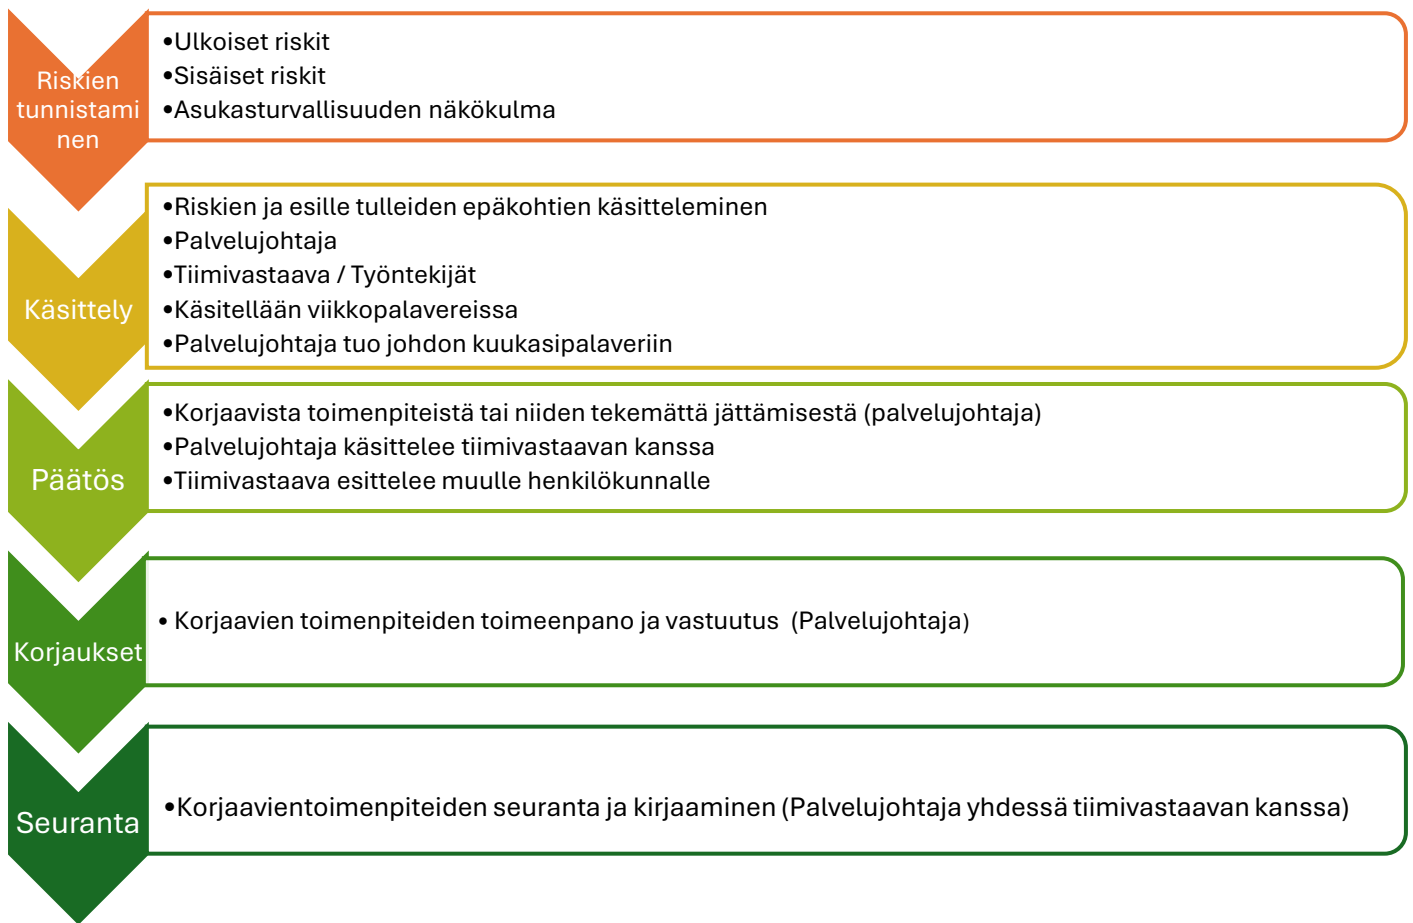 Riskien
tunnistami
nen
•Ulkoiset riskit
•Sisäiset riskit
•Asukasturvallisuuden näkökulma
Käsittely
•Riskien ja esille tulleiden epäkohtien käsitteleminen
•Palvelujohtaja
•Tiimivastaava / Työntekijät
•Käsitellään viikkopalavereissa
•Palvelujohtaja tuo johdon kuukasipalaveriin
Päätös
•Korjaavista toimenpiteistä tai niiden tekemättä jättämisestä (palvelujohtaja)
•Palvelujohtaja käsittelee tiimivastaavan kanssa
•Tiimivastaava esittelee muulle henkilökunnalle
Korjaukset
• Korjaavien toimenpiteiden toimeenpano ja vastuutus  (Palvelujohtaja)
Seuranta
•Korjaavientoimenpiteiden seuranta ja kirjaaminen (Palvelujohtaja yhdessä tiimivastaavan kanssa)